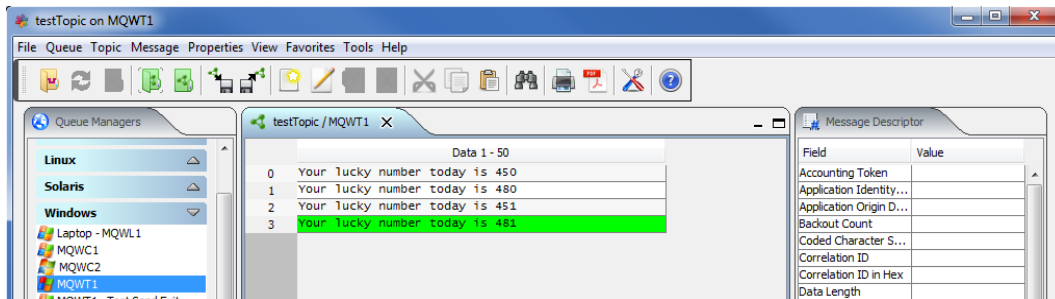 testTopic on MQWT1
File Queue Topic Message Properties View Favorites Tools Help
PDF
Queue Managers
Linux
Solaris
Windows
Laptop - MQWL1
MQWC1
MQWC2
MQWT1
testTopic / MQWT1
Data 1 - 50
0 Your lucky number today is 450
1 Your lucky number today is 480
2 Your lucky number today is 451
3 Your lucky number today is 481
Message Descriptor
Field Value
Accounting Token
Application Identity...
Application Origin D...
Backout Count
Coded Character S...
Correlation ID
Correlation ID in Hex
Data Length